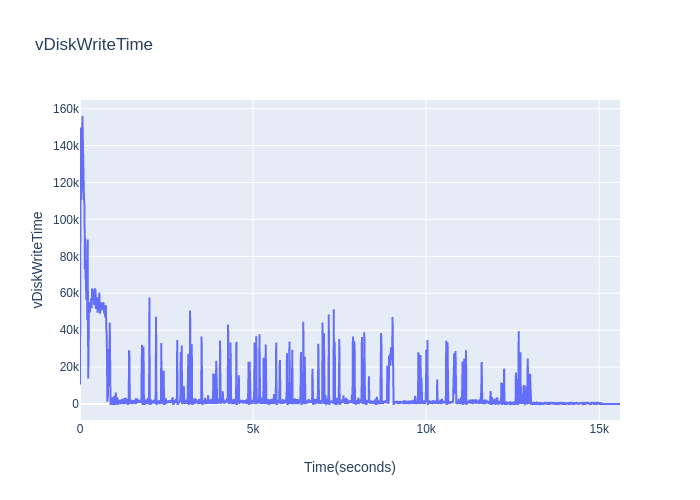 vDiskWriteTime
160k
140k
120k
100k
80k
60k
40k
20k
0
vDiskWriteTime
0
5k
10k
15k
Time(seconds)